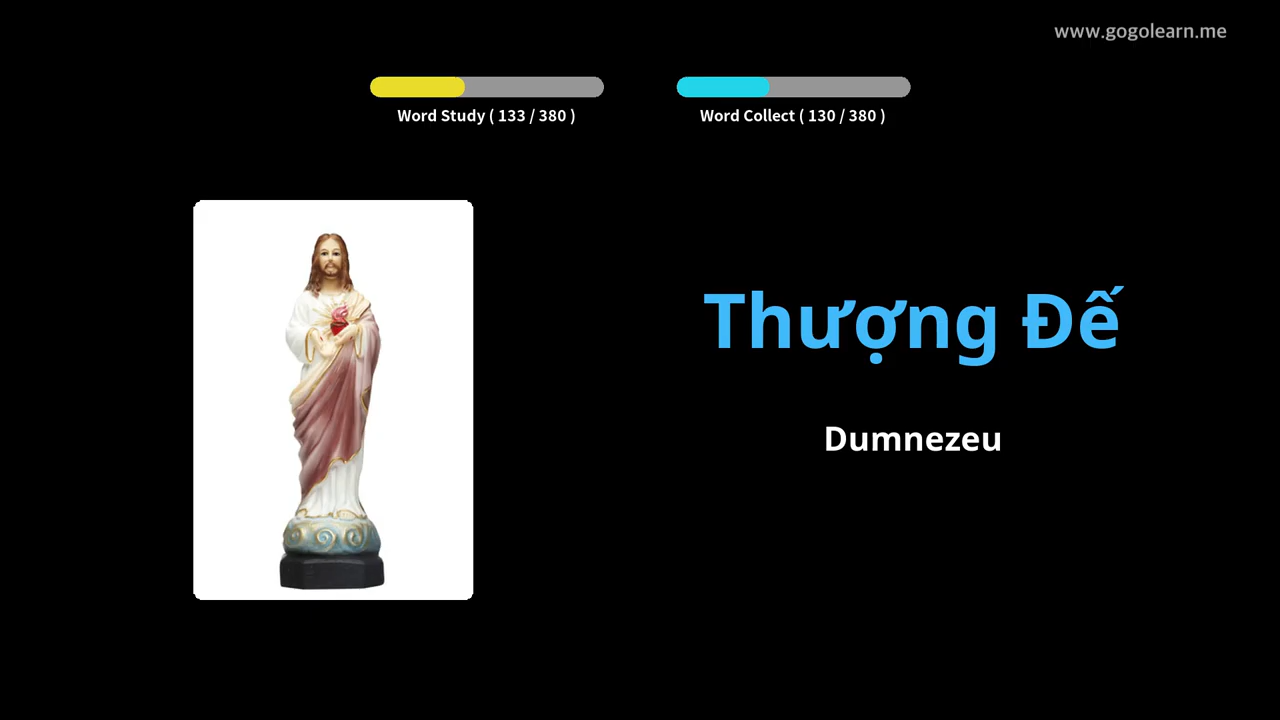 www.gogolearn.me
Word Study ( 133 / 380 )
Word Collect ( 130 / 380 )
Thượng Đế
Dumnezeu